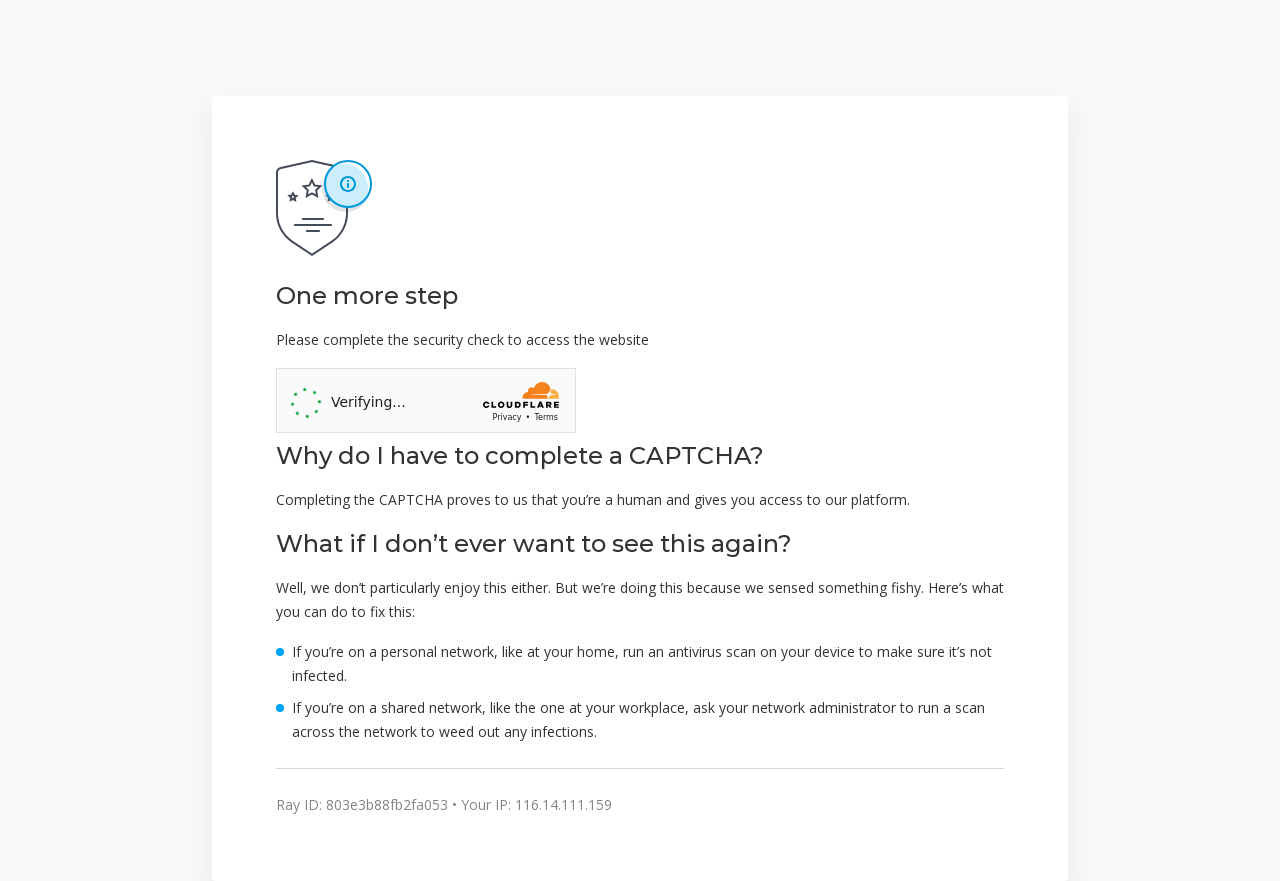 One more step
Please complete the security check to access the website
Verifying...
CLOUDFLARE
Privacy • Terms
Why do I have to complete a CAPTCHA?
Completing the CAPTCHA proves to us that you’re a human and gives you access to our platform.
What if I don’t ever want to see this again?
Well, we don’t particularly enjoy this either. But we’re doing this because we sensed something fishy. Here’s what
you can do to fix this:
If you’re on a personal network, like at your home, run an antivirus scan on your device to make sure it’s not
infected.
If you’re on a shared network, like the one at your workplace, ask your network administrator to run a scan
across the network to weed out any infections.
Ray ID: 803e3b88fb2fa053 • Your IP: 116.14.111.159